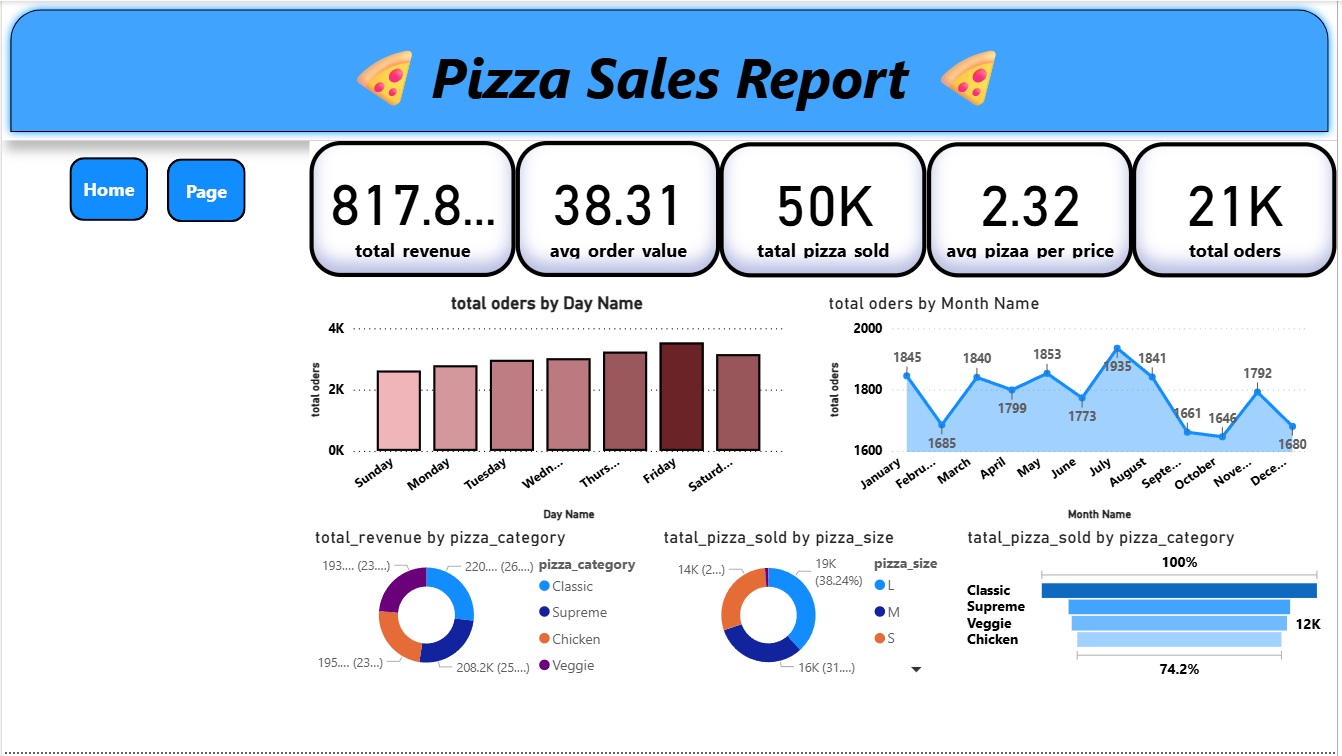 Pizza Sales Report
Home
Page
817.8...
total revenue
38.31
avg order value
50K
tatal pizza sold
2.32
avg pizaa per price
21K
total oders
total oders by Day Name
total oders
4K
2K
0K
Sunday
Monday
Tuesday
Wedn...
Thurs...
Friday
Saturd...
Day Name
total oders by Month Name
total oders
2000
1800
1600
1845
1685
1840
1799
1853
1773
1935
1841
1661
1646
1792
1680
January
Febru...
March
April
May
June
July
August
Septe...
October
Nove...
Dece...
Month Name
total_revenue by pizza_category
193.... (23....)
220.... (26....)
195.... (23...)
208.2K (25....)
pizza_category
Classic
Supreme
Chicken
Veggie
tatal_pizza_sold by pizza_size
14K (2...)
19K
(38.24%)
16K (31....)
pizza_size
L
M
S
tatal_pizza_sold by pizza_category
100%
Classic
Supreme
Veggie
12K
Chicken
74.2%